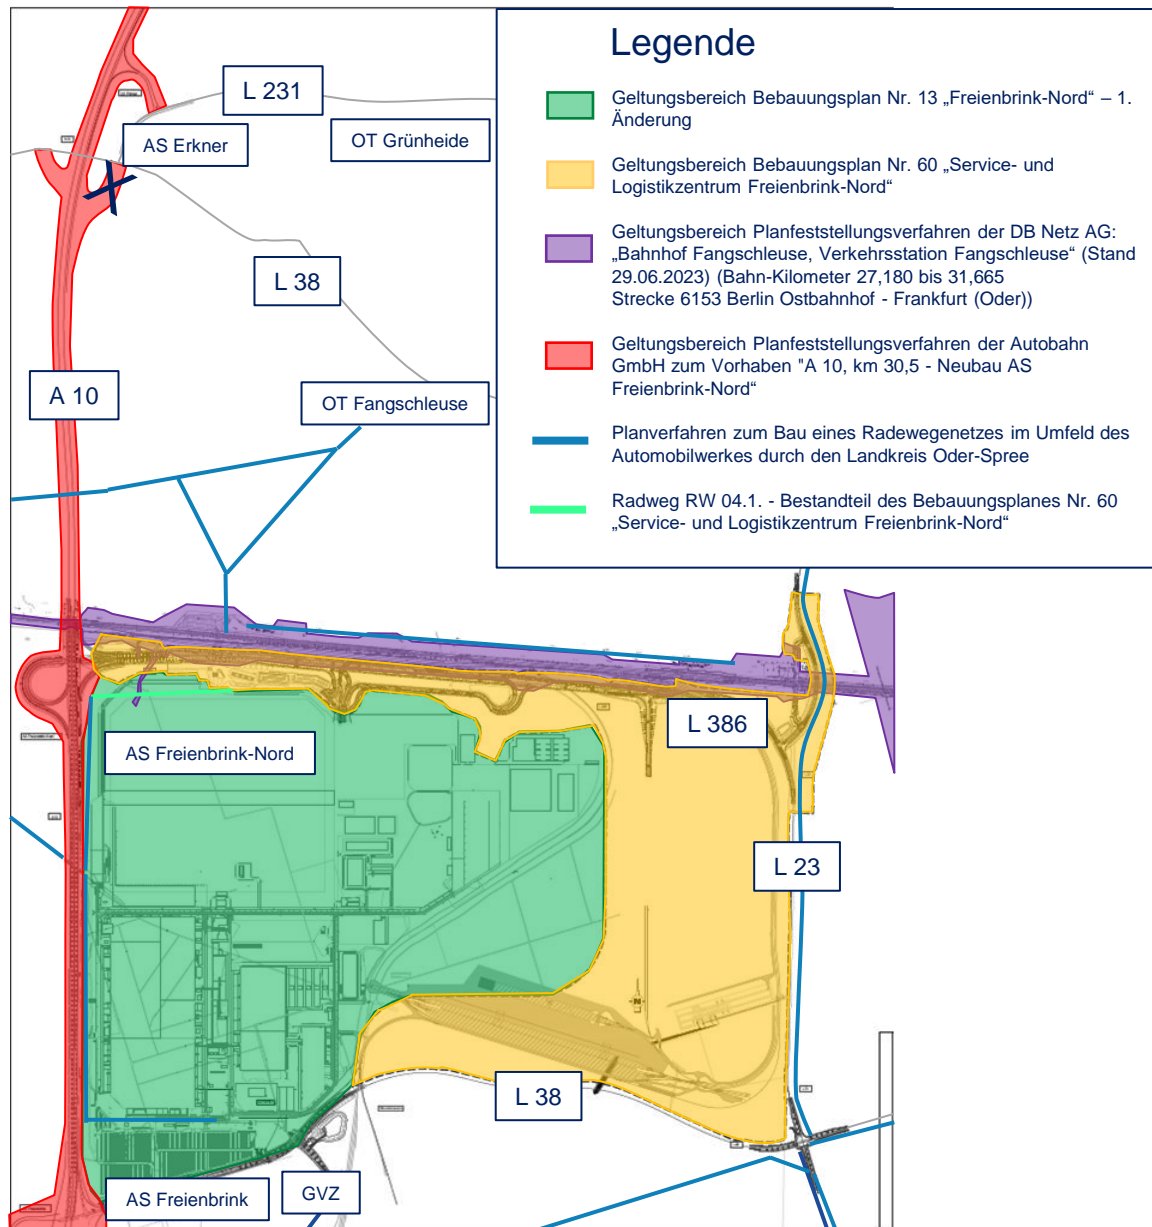 Legende
Geltungsbereich Bebauungsplan Nr. 13 „Freienbrink-Nord“ – 1.
Änderung
Geltungsbereich Bebauungsplan Nr. 60 „Service- und
Logistikzentrum Freienbrink-Nord“
Geltungsbereich Planfeststellungsverfahren der DB Netz AG:
„Bahnhof Fangschleuse, Verkehrsstation Fangschleuse“ (Stand
29.06.2023) (Bahn-Kilometer 27,180 bis 31,665
Strecke 6153 Berlin Ostbahnhof - Frankfurt (Oder))
Geltungsbereich Planfeststellungsverfahren der Autobahn
GmbH zum Vorhaben "A 10, km 30,5 - Neubau AS
Freienbrink-Nord“
Planverfahren zum Bau eines Radewegenetzes im Umfeld des
Automobilwerkes durch den Landkreis Oder-Spree
Radweg RW 04.1. - Bestandteil des Bebauungsplanes Nr. 60
„Service- und Logistikzentrum Freienbrink-Nord“
L 231
AS Erkner
OT Grünheide
L 38
A 10
OT Fangschleuse
L 386
AS Freienbrink-Nord
L 23
N
L 38
AS Freienbrink
GVZ